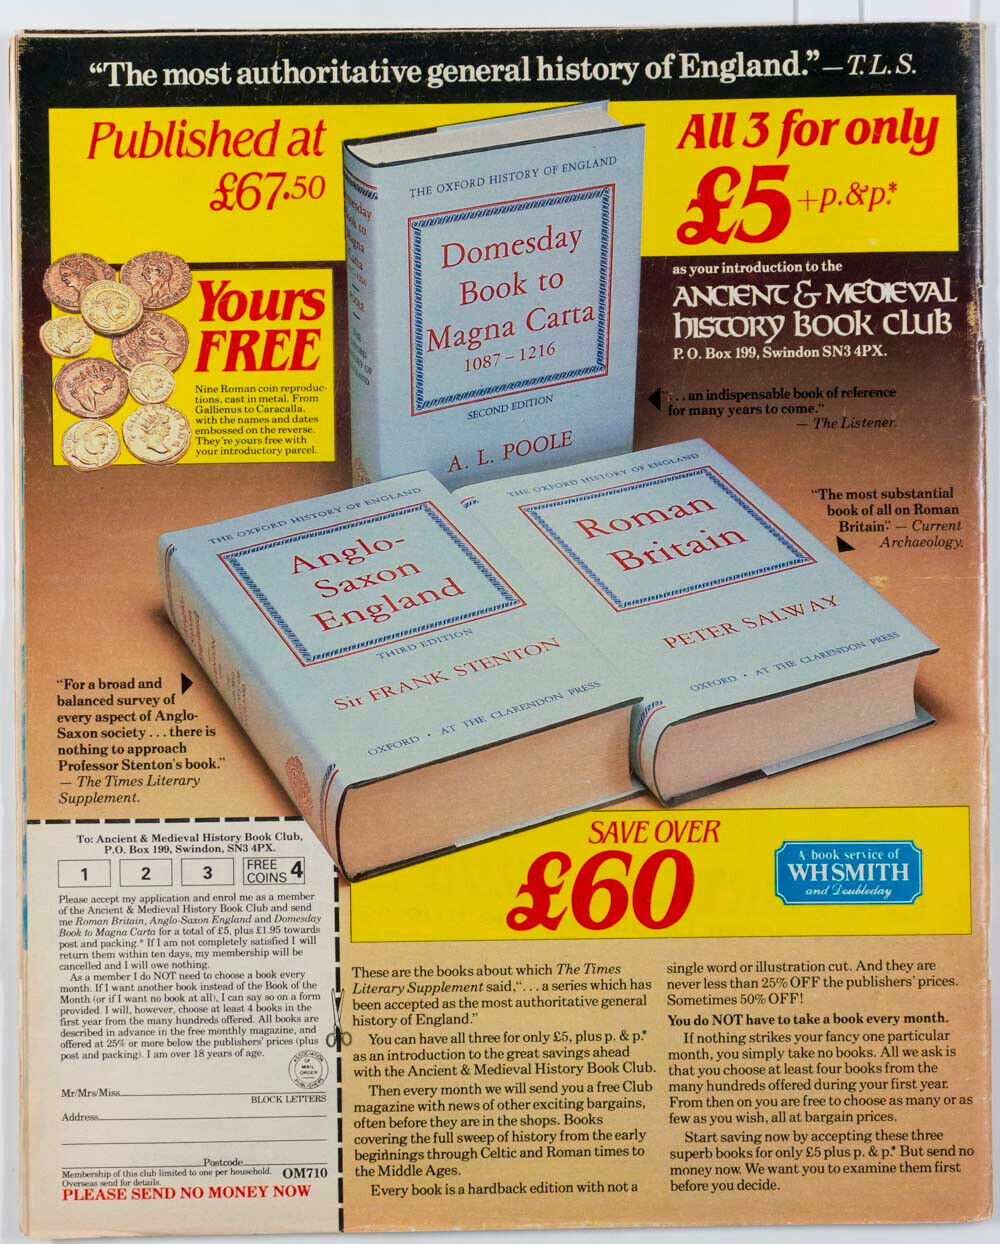 “The most authoritative general history of England.” – T.L.S.
Published at
£67.50
All 3 for only
£5 +p.&p.*
as your introduction to the
ANCIENT & MEDIEVAL
HISTORY BOOK CLUB
P. O. Box 199, Swindon SN3 4PX.
Yours
FREE
Nine Roman coin reproduc-
tions, cast in metal. From
Gallienus to Caracalla,
with the names and dates
embossed on the reverse.
They're yours free with
your introductory parcel.
THE OXFORD HISTORY OF ENGLAND
Domesday
Book to
Magna Carta
1087 – 1216
SECOND EDITION
A. L. POOLE
“. . . an indispensable book of reference
for many years to come.”
— The Listener.
“The most substantial
book of all on Roman
Britain”. — Current
Archaeology.
THE OXFORD HISTORY OF ENGLAND
Anglo-
Saxon
England
THIRD EDITION
Sir FRANK STENTON
OXFORD · AT THE CLARENDON PRESS
THE OXFORD HISTORY OF ENGLAND
Roman
Britain
PETER SALWAY
OXFORD · AT THE CLARENDON PRESS
“For a broad and
balanced survey of
every aspect of Anglo-
Saxon society . . . there is
nothing to approach
Professor Stenton's book.”
— The Times Literary
Supplement.
To: Ancient & Medieval History Book Club,
P.O. Box 199, Swindon, SN3 4PX.
1 2 3 FREE COINS 4
Please accept my application and enrol me as a member
of the Ancient & Medieval History Book Club and send
me Roman Britain, Anglo-Saxon England and Domesday
Book to Magna Carta for a total of £5, plus £1.95 towards
post and packing.* If I am not completely satisfied I will
return them within ten days, my membership will be
cancelled and I will owe nothing.
As a member I do NOT need to choose a book every
month. If I want another book instead of the Book of the
Month (or if I want no book at all), I can say so on a form
provided. I will, however, choose at least 4 books in the
first year from the many hundreds offered. All books are
described in advance in the free monthly magazine, and
offered at 25% or more below the publishers' prices (plus
post and packing). I am over 18 years of age.
ASSOCIATION OF MAIL ORDER PUBLISHERS
Mr/Mrs/Miss
BLOCK LETTERS
Address
Postcode
Membership of this club limited to one per household.
Overseas send for details.
OM710
PLEASE SEND NO MONEY NOW
SAVE OVER
£60
A book service of
WHSMITH
and Doubleday
These are the books about which The Times
Literary Supplement said, “. . . a series which has
been accepted as the most authoritative general
history of England.”
You can have all three for only £5, plus p. & p.*
as an introduction to the great savings ahead
with the Ancient & Medieval History Book Club.
Then every month we will send you a free Club
magazine with news of other exciting bargains,
often before they are in the shops. Books
covering the full sweep of history from the early
beginnings through Celtic and Roman times to
the Middle Ages.
Every book is a hardback edition with not a
single word or illustration cut. And they are
never less than 25% OFF the publishers' prices.
Sometimes 50% OFF!
You do NOT have to take a book every month.
If nothing strikes your fancy one particular
month, you simply take no books. All we ask is
that you choose at least four books from the
many hundreds offered during your first year.
From then on you are free to choose as many or as
few as you wish, all at bargain prices.
Start saving now by accepting these three
superb books for only £5 plus p. & p.* But send no
money now. We want you to examine them first
before you decide.